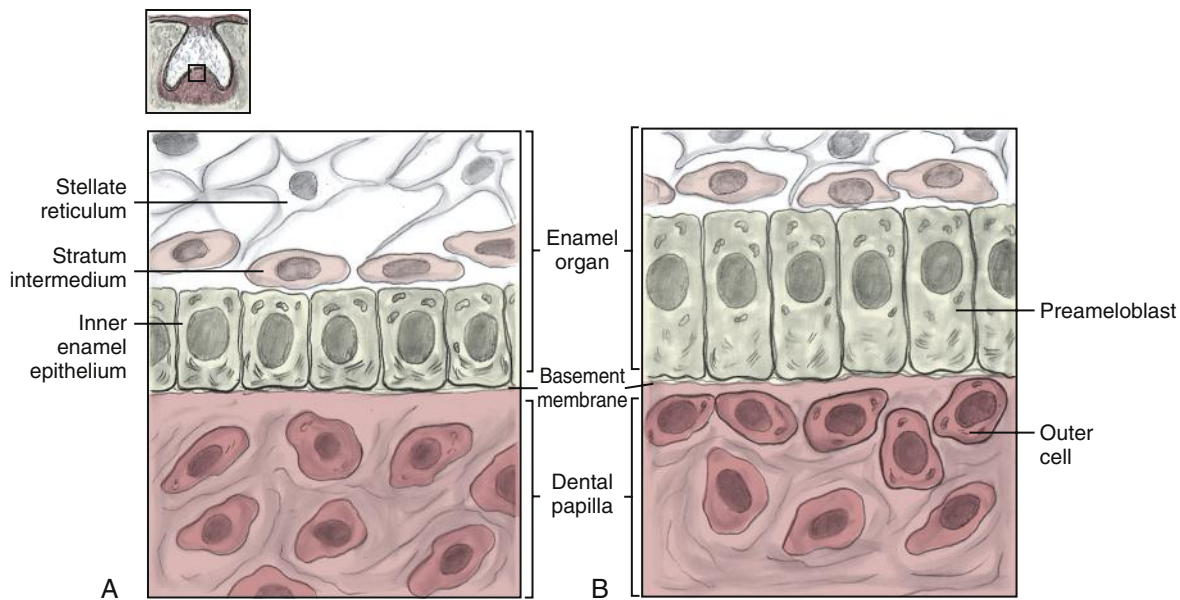 Stellate
reticulum
Stratum
intermedium
Inner
enamel
epithelium
Enamel
organ
Basement
membrane
Dental
papilla
Preameloblast
Outer
cell
A
B